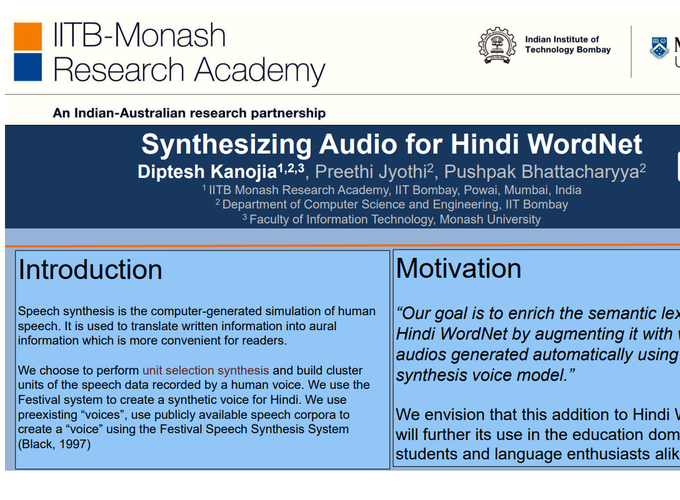 IITB-Monash
Research Academy
An Indian-Australian research partnership
Indian Institute of
Technology Bombay
Synthesizing Audio for Hindi WordNet
Diptesh Kanojia1,2,3, Preethi Jyothi2, Pushpak Bhattacharyya2
1 IITB Monash Research Academy, IIT Bombay, Powai, Mumbai, India
2 Department of Computer Science and Engineering, IIT Bombay
3 Faculty of Information Technology, Monash University
Introduction
Speech synthesis is the computer-generated simulation of human
speech. It is used to translate written information into aural
information which is more convenient for readers.
We choose to perform unit selection synthesis and build cluster
units of the speech data recorded by a human voice. We use the
Festival system to create a synthetic voice for Hindi. We use
preexisting “voices”, use publicly available speech corpora to
create a “voice” using the Festival Speech Synthesis System
(Black, 1997)
Motivation
“Our goal is to enrich the semantic
Hindi WordNet by augmenting it with
audios generated automatically using
synthesis voice model.”
We envision that this addition to Hindi
will further its use in the education
students and language enthusiasts